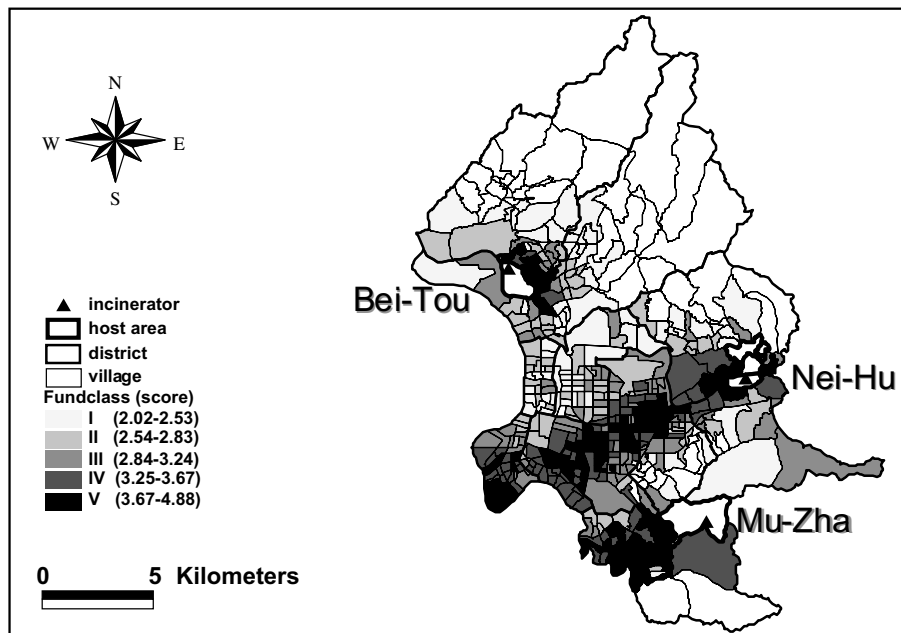 N
W E
S
Bei-Tou
Nei-Hu
Mu-Zha
incinerator
host area
district
village
Fundclass (score)
I (2.02-2.53)
II (2.54-2.83)
III (2.84-3.24)
IV (3.25-3.67)
V (3.67-4.88)
0 5 Kilometers